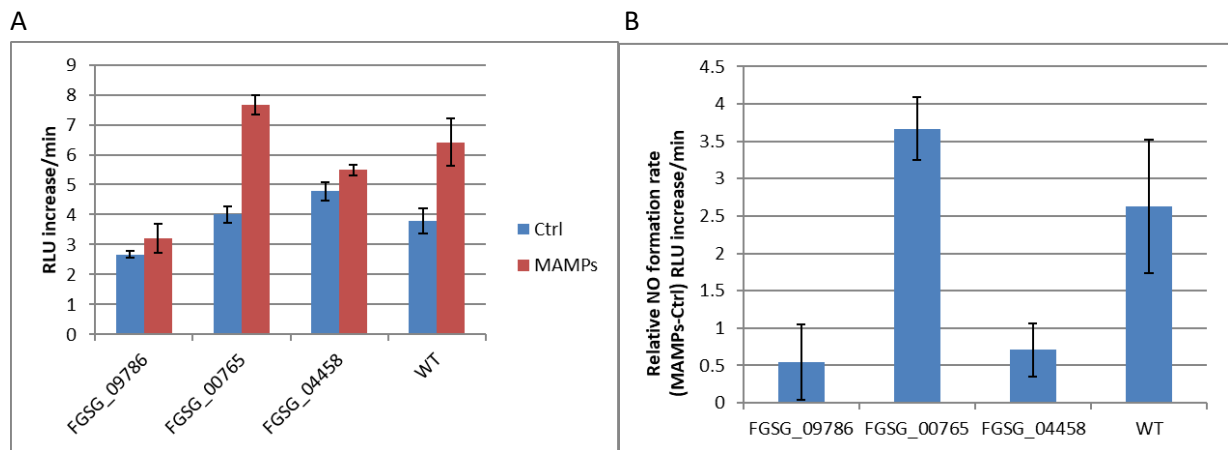 A
9
8
7
6
5
4
3
2
1
0
RLU increase/min
FGSG_09786
FGSG_00765
FGSG_04458
WT
Ctrl
MAMPs
B
4.5
4
3.5
3
2.5
2
1.5
1
0.5
0
Relative NO formation rate
(MAMPs-Ctrl) RLU increase/min
FGSG_09786
FGSG_00765
FGSG_04458
WT